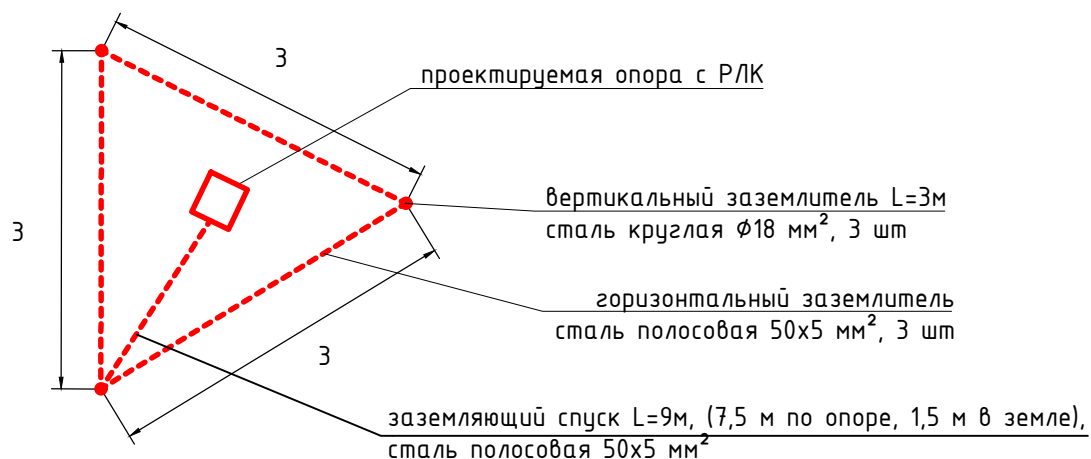 3
проектируемая опора с РЛК
3
вертикальный заземлитель L=3м
сталь круглая Ф18 мм², 3 шт
горизонтальный заземлитель
сталь полосовая 50х5 мм², 3 шт
3
заземляющий спуск L=9м, (7,5 м по опоре, 1,5 м в земле),
сталь полосовая 50х5 мм²